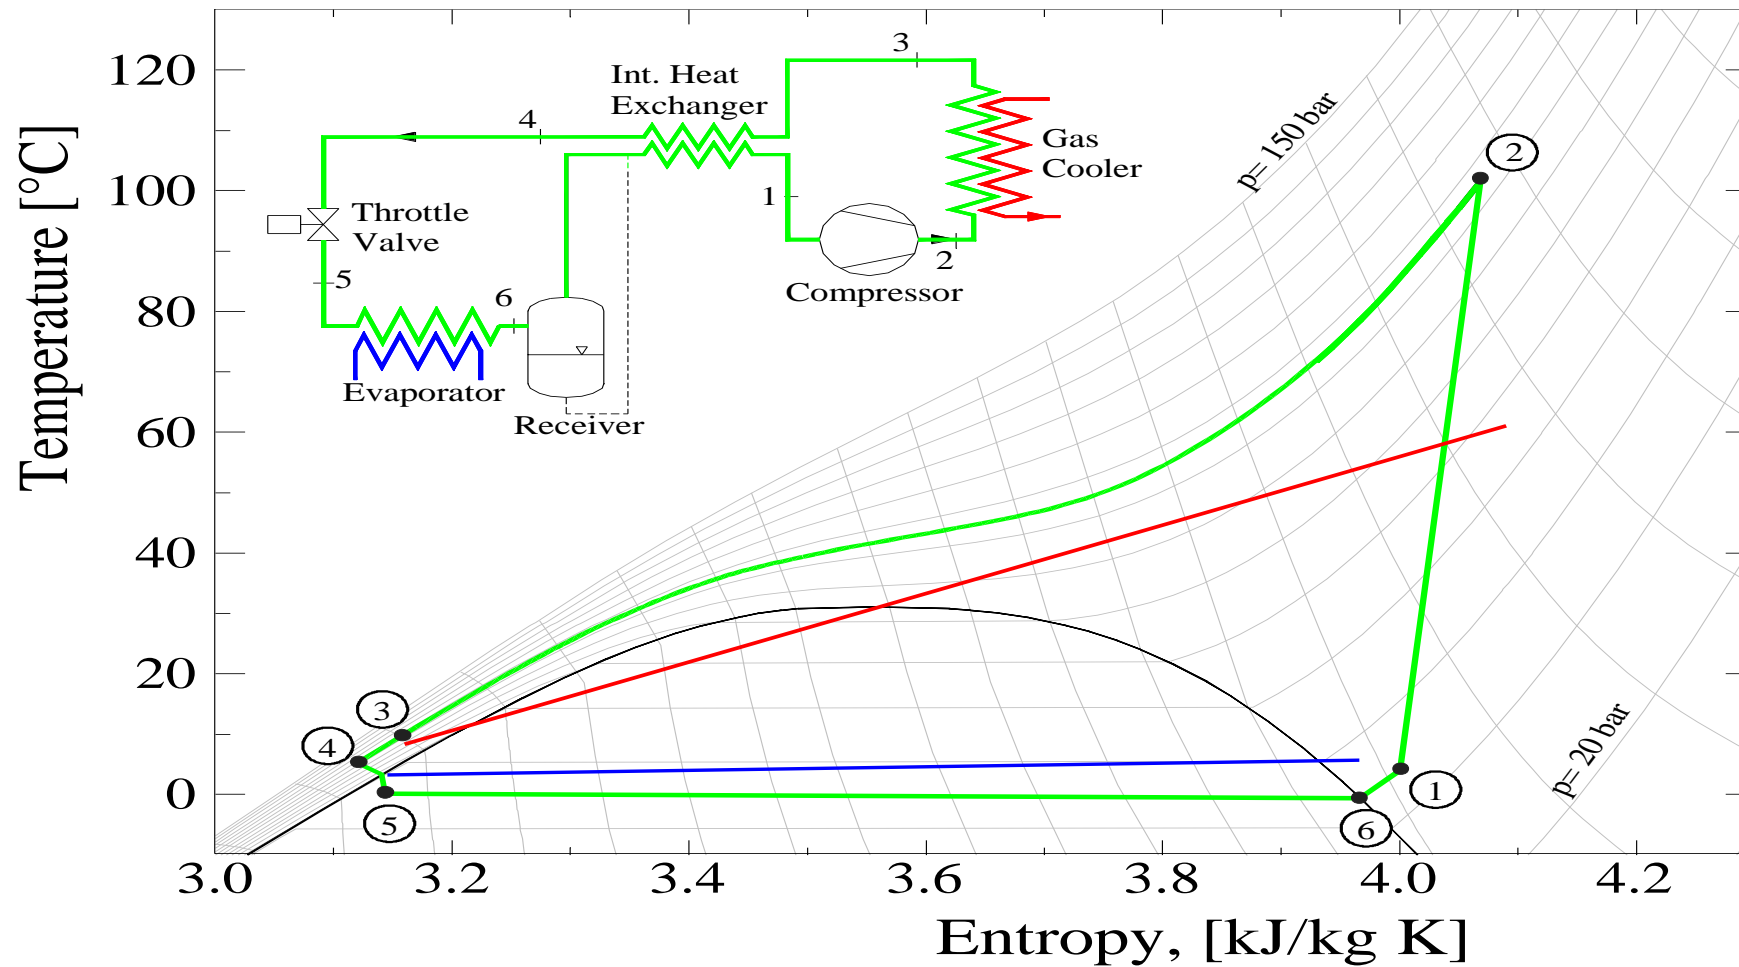 120
100
80
60
40
20
0
Temperature [°C]
3.0
3.2
3.4
3.6
3.8
4.0
4.2
Entropy, [kJ/kg K]
3
Int. Heat
Exchanger
4
Gas
Cooler
1
Throttle
Valve
2
5
6
Compressor
Evaporator
Receiver
p= 150 bar
2
3
4
p= 20 bar
1
5
6